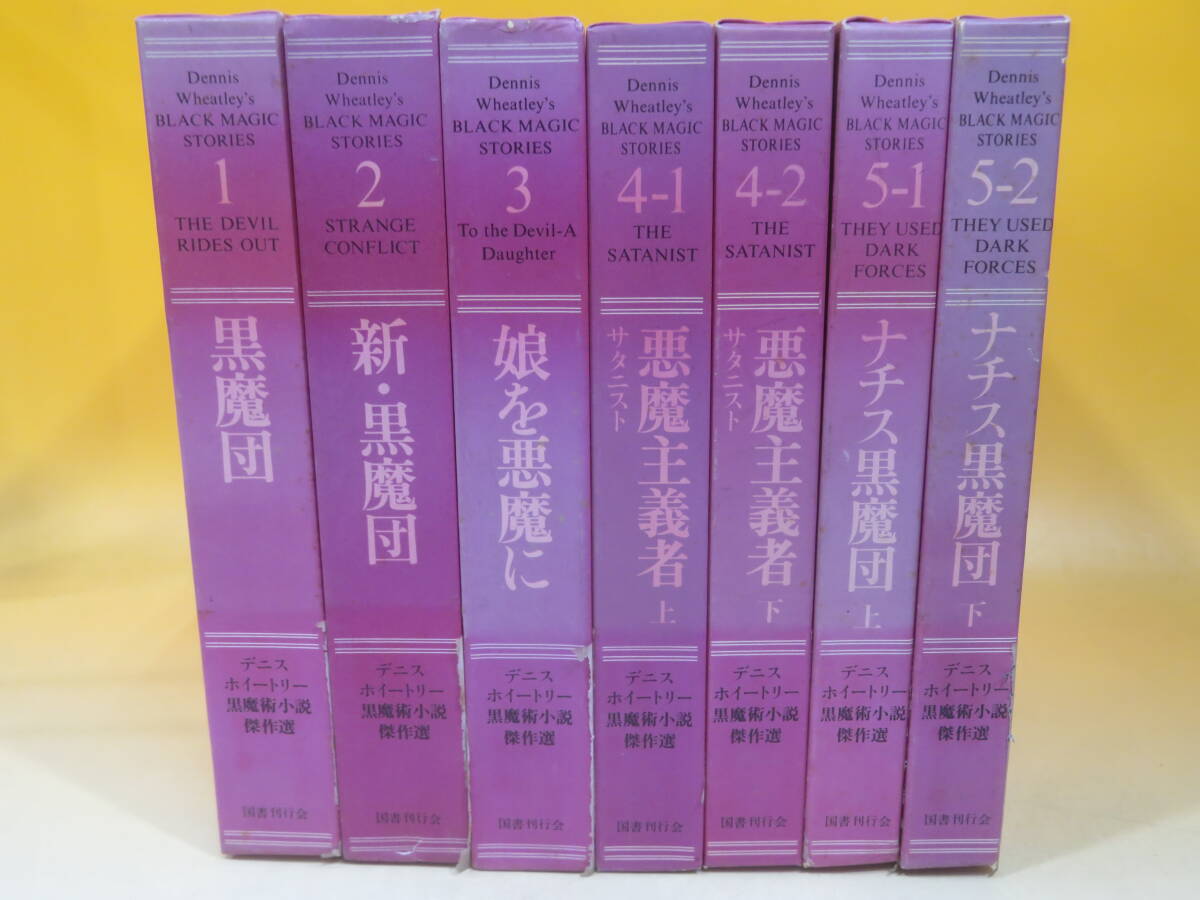 Dennis
Wheatley's
BLACK MAGIC
STORIES
1
THE DEVIL
RIDES OUT
黒魔団
デニス
ホイートリー
黒魔術小説
傑作選
国書刊行会
Dennis
Wheatley's
BLACK MAGIC
STORIES
2
STRANGE
CONFLICT
新・黒魔団
デニス
ホイートリー
黒魔術小説
傑作選
国書刊行会
Dennis
Wheatley's
BLACK MAGIC
STORIES
3
To the Devil-A
Daughter
娘を悪魔に
デニス
ホイートリー
黒魔術小説
傑作選
国書刊行会
Dennis
Wheatley's
BLACK MAGIC
STORIES
4-1
THE
SATANIST
悪魔主義者 上
サタニスト
デニス
ホイートリー
黒魔術小説
傑作選
国書刊行会
Dennis
Wheatley's
BLACK MAGIC
STORIES
4-2
THE
SATANIST
悪魔主義者 下
サタニスト
デニス
ホイートリー
黒魔術小説
傑作選
国書刊行会
Dennis
Wheatley's
BLACK MAGIC
STORIES
5-1
THEY USED
DARK
FORCES
ナチス黒魔団 上
デニス
ホイートリー
黒魔術小説
傑作選
国書刊行会
Dennis
Wheatley's
BLACK MAGIC
STORIES
5-2
THEY USED
DARK
FORCES
ナチス黒魔団 下
デニス
ホイートリー
黒魔術小説
傑作選
国書刊行会